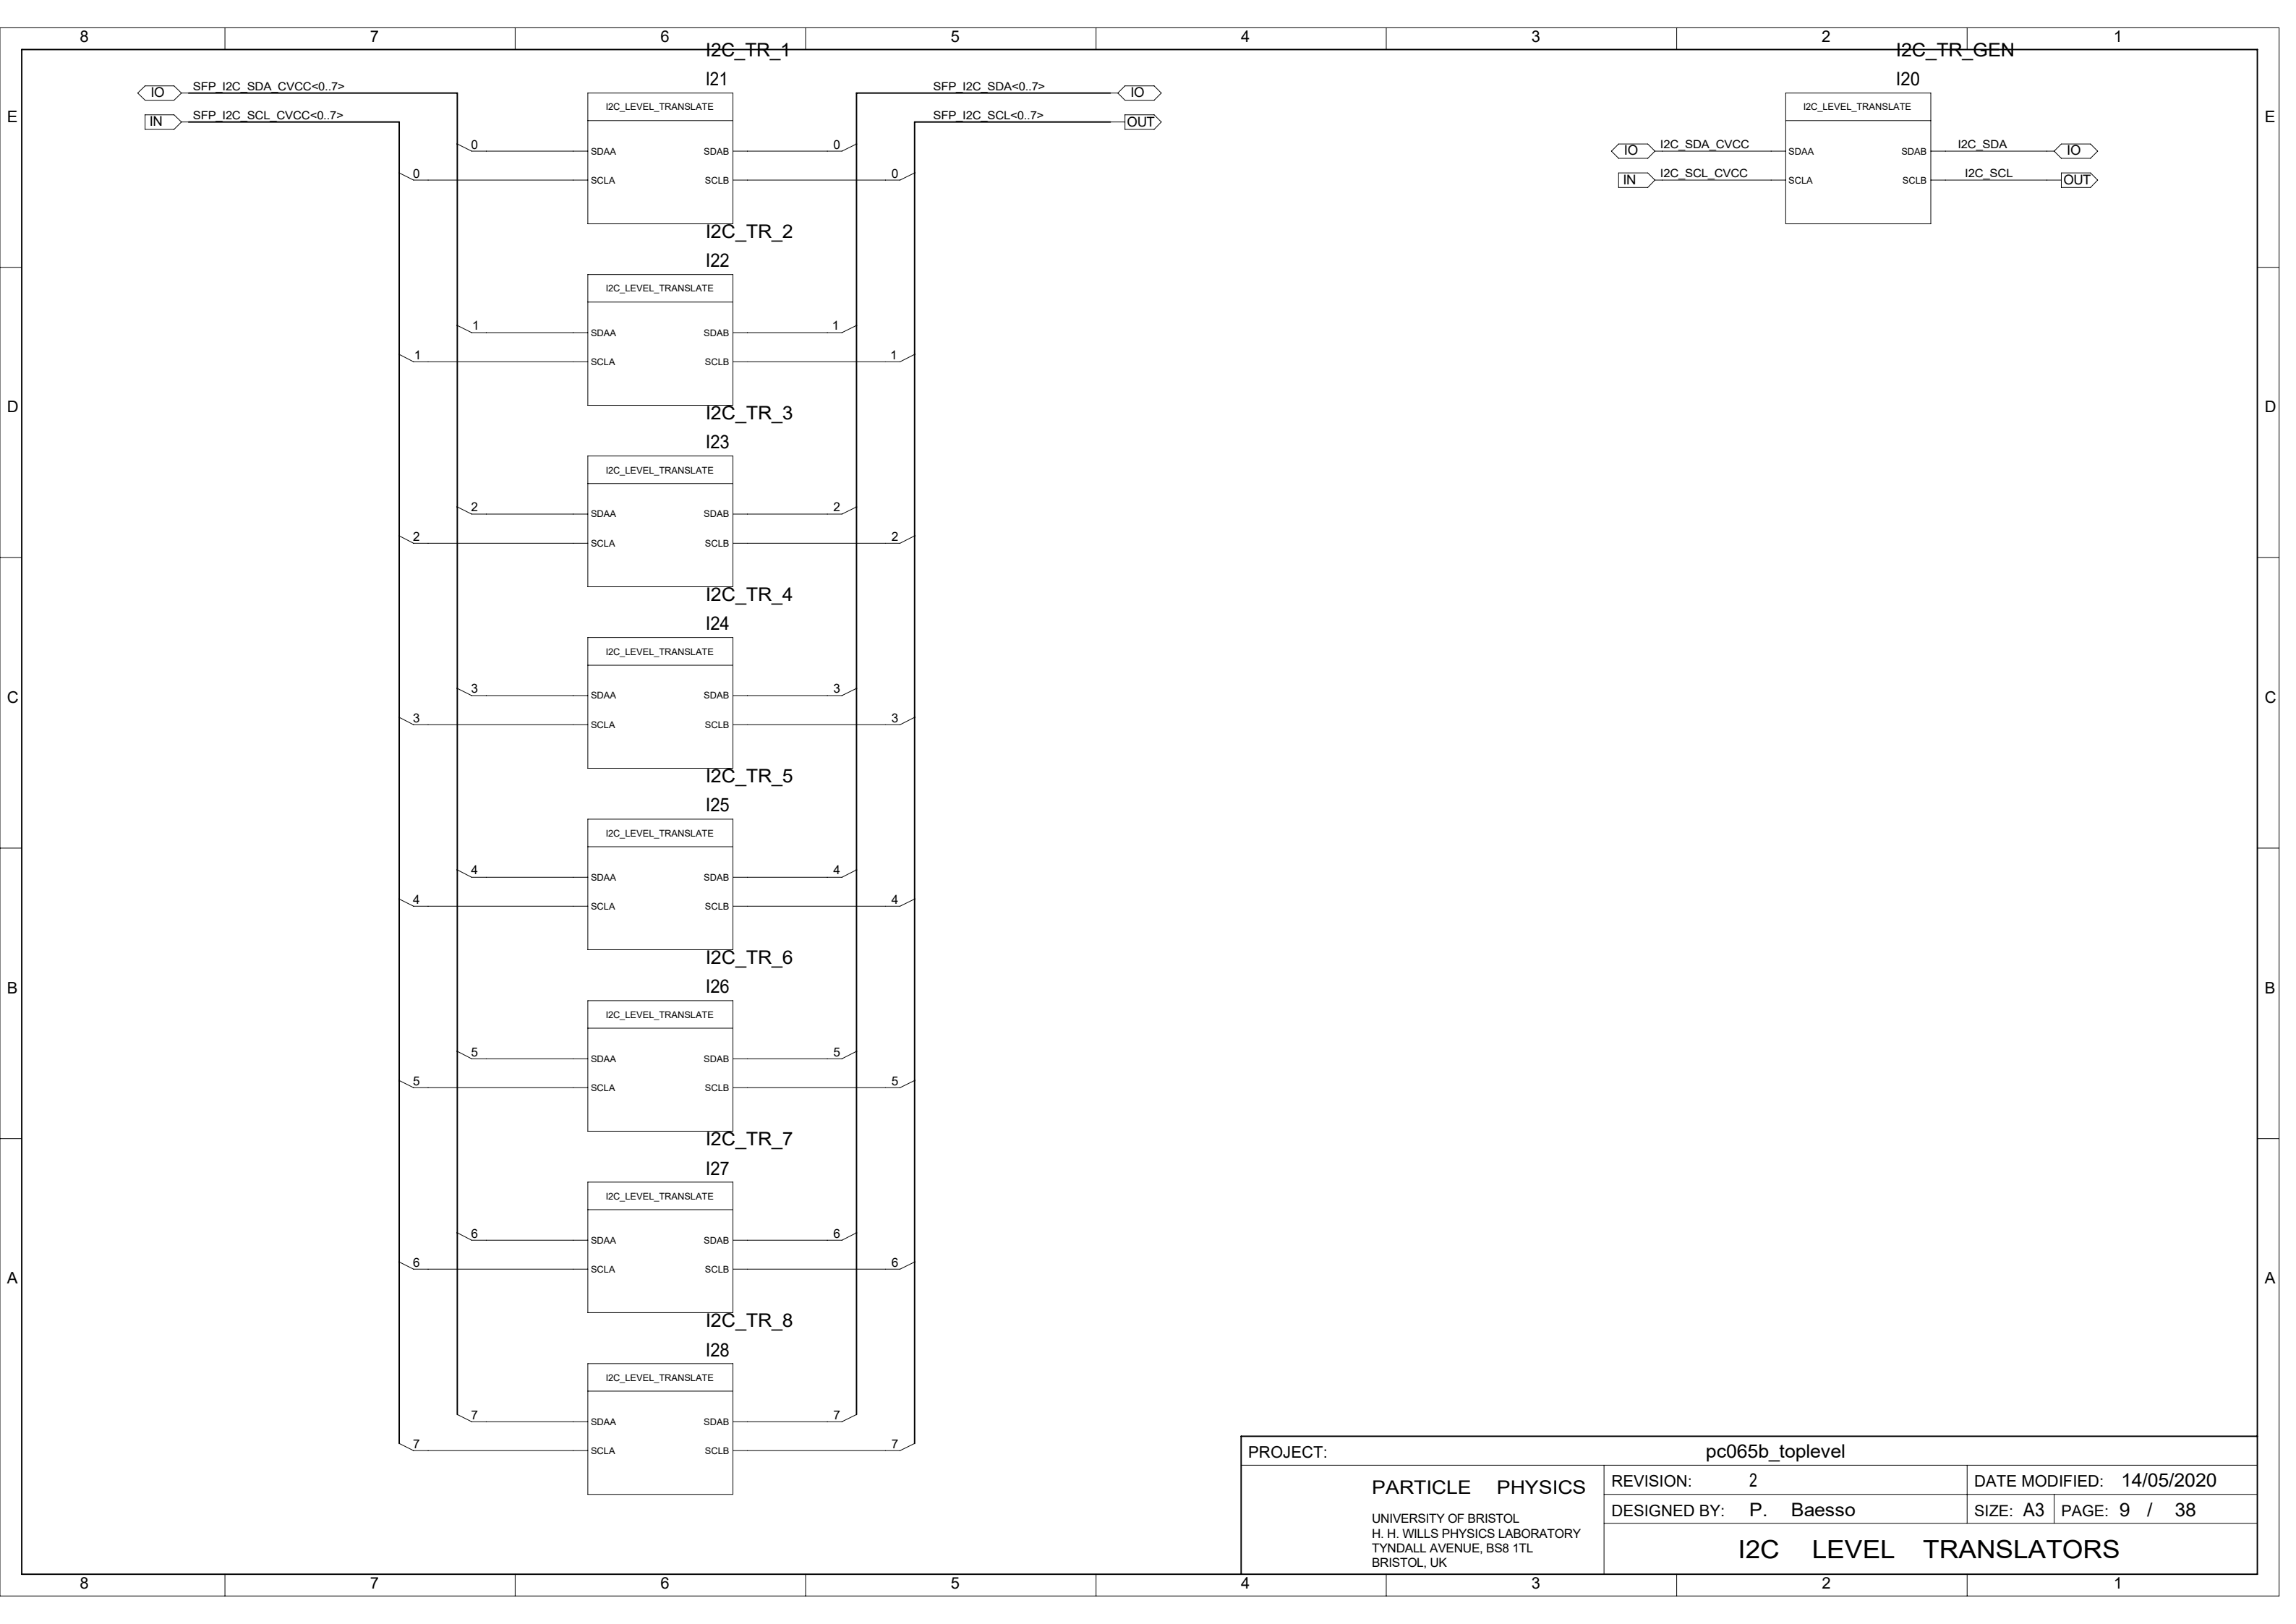 8 7 6 5 4 3 2 1
I2C_TR_1
I21
I2C_TR_GEN
I20
IO SFP_I2C_SDA_CVCC<0..7>
IN SFP_I2C_SCL_CVCC<0..7>
I2C_LEVEL_TRANSLATE
SFP_I2C_SDA<0..7> IO
SFP_I2C_SCL<0..7> OUT
I2C_LEVEL_TRANSLATE
E E
0 SDAA SDAB 0
0 SCLA SCLB 0
IO I2C_SDA_CVCC SDAA SDAB I2C_SDA IO
IN I2C_SCL_CVCC SCLA SCLB I2C_SCL OUT
I2C_TR_2
I22
I2C_LEVEL_TRANSLATE
1 SDAA SDAB 1
1 SCLA SCLB 1
D D
I2C_TR_3
I23
I2C_LEVEL_TRANSLATE
2 SDAA SDAB 2
2 SCLA SCLB 2
I2C_TR_4
I24
I2C_LEVEL_TRANSLATE
3 SDAA SDAB 3
C C
3 SCLA SCLB 3
I2C_TR_5
I25
I2C_LEVEL_TRANSLATE
4 SDAA SDAB 4
4 SCLA SCLB 4
I2C_TR_6
I26
B B
I2C_LEVEL_TRANSLATE
5 SDAA SDAB 5
5 SCLA SCLB 5
I2C_TR_7
I27
I2C_LEVEL_TRANSLATE
6 SDAA SDAB 6
6 SCLA SCLB 6
A A
I2C_TR_8
I28
I2C_LEVEL_TRANSLATE
7 SDAA SDAB 7
7 SCLA SCLB 7
PROJECT: pc065b_toplevel
PARTICLE PHYSICS
UNIVERSITY OF BRISTOL
H. H. WILLS PHYSICS LABORATORY
TYNDALL AVENUE, BS8 1TL
BRISTOL, UK
REVISION: 2 DATE MODIFIED: 14/05/2020
DESIGNED BY: P. Baesso SIZE: A3 PAGE: 9 / 38
I2C LEVEL TRANSLATORS
8 7 6 5 4 3 2 1